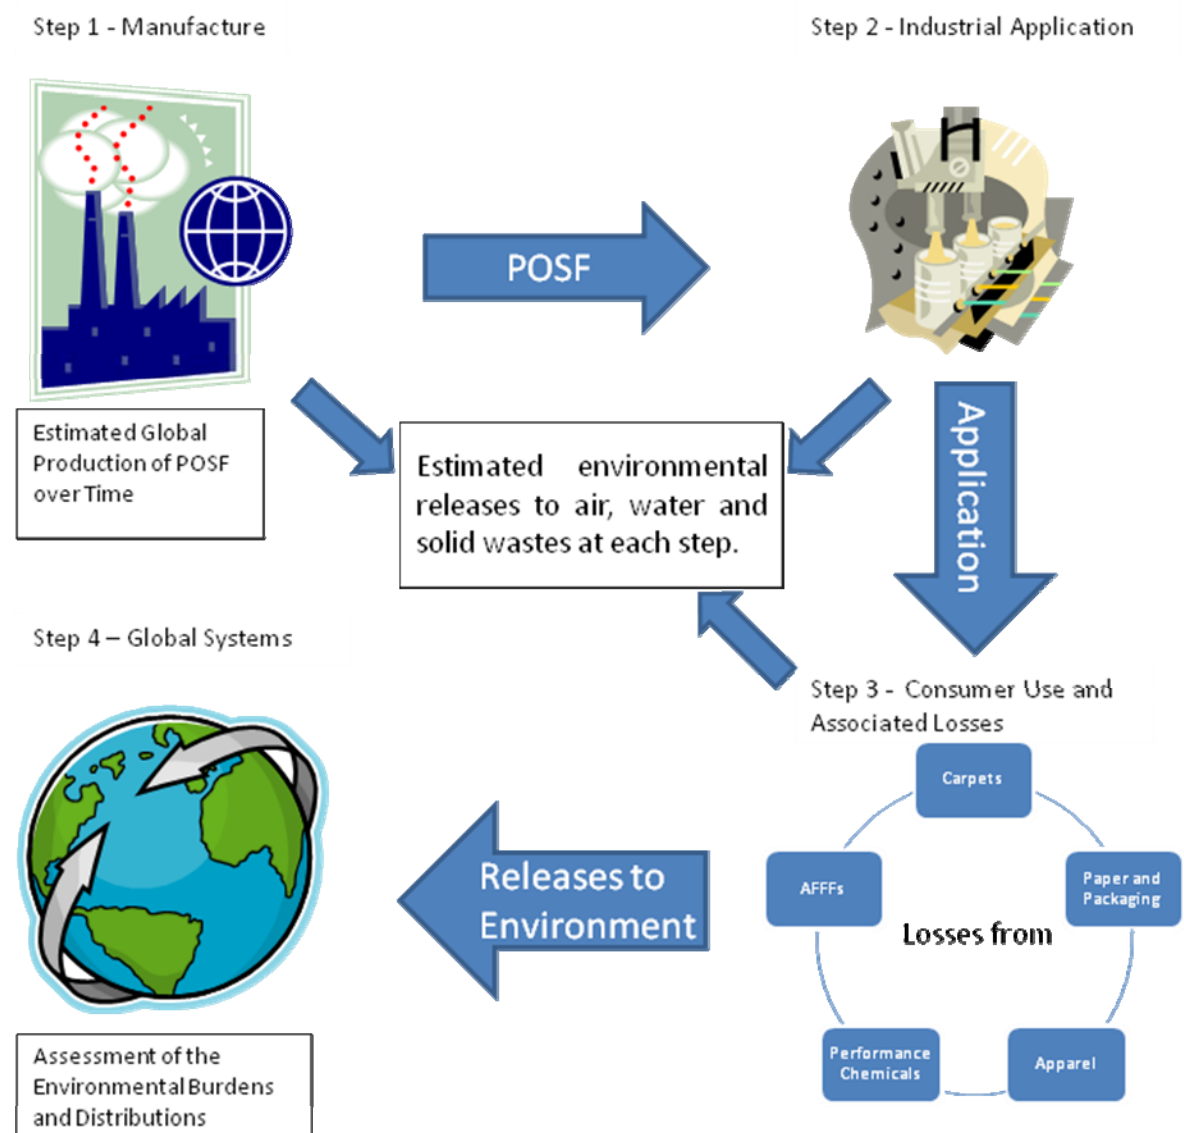 Step 1 - Manufacture
Step 2 - Industrial Application
POSF
Estimated Global
Production of POSF
over Time
Estimated environmental
releases to air, water and
solid wastes at each step.
Application
Step 4 – Global Systems
Step 3 - Consumer Use and
Associated Losses
Carpets
AFFFs
Paper and
Packaging
Losses from
Performance
Chemicals
Apparel
Releases to
Environment
Assessment of the
Environmental Burdens
and Distributions